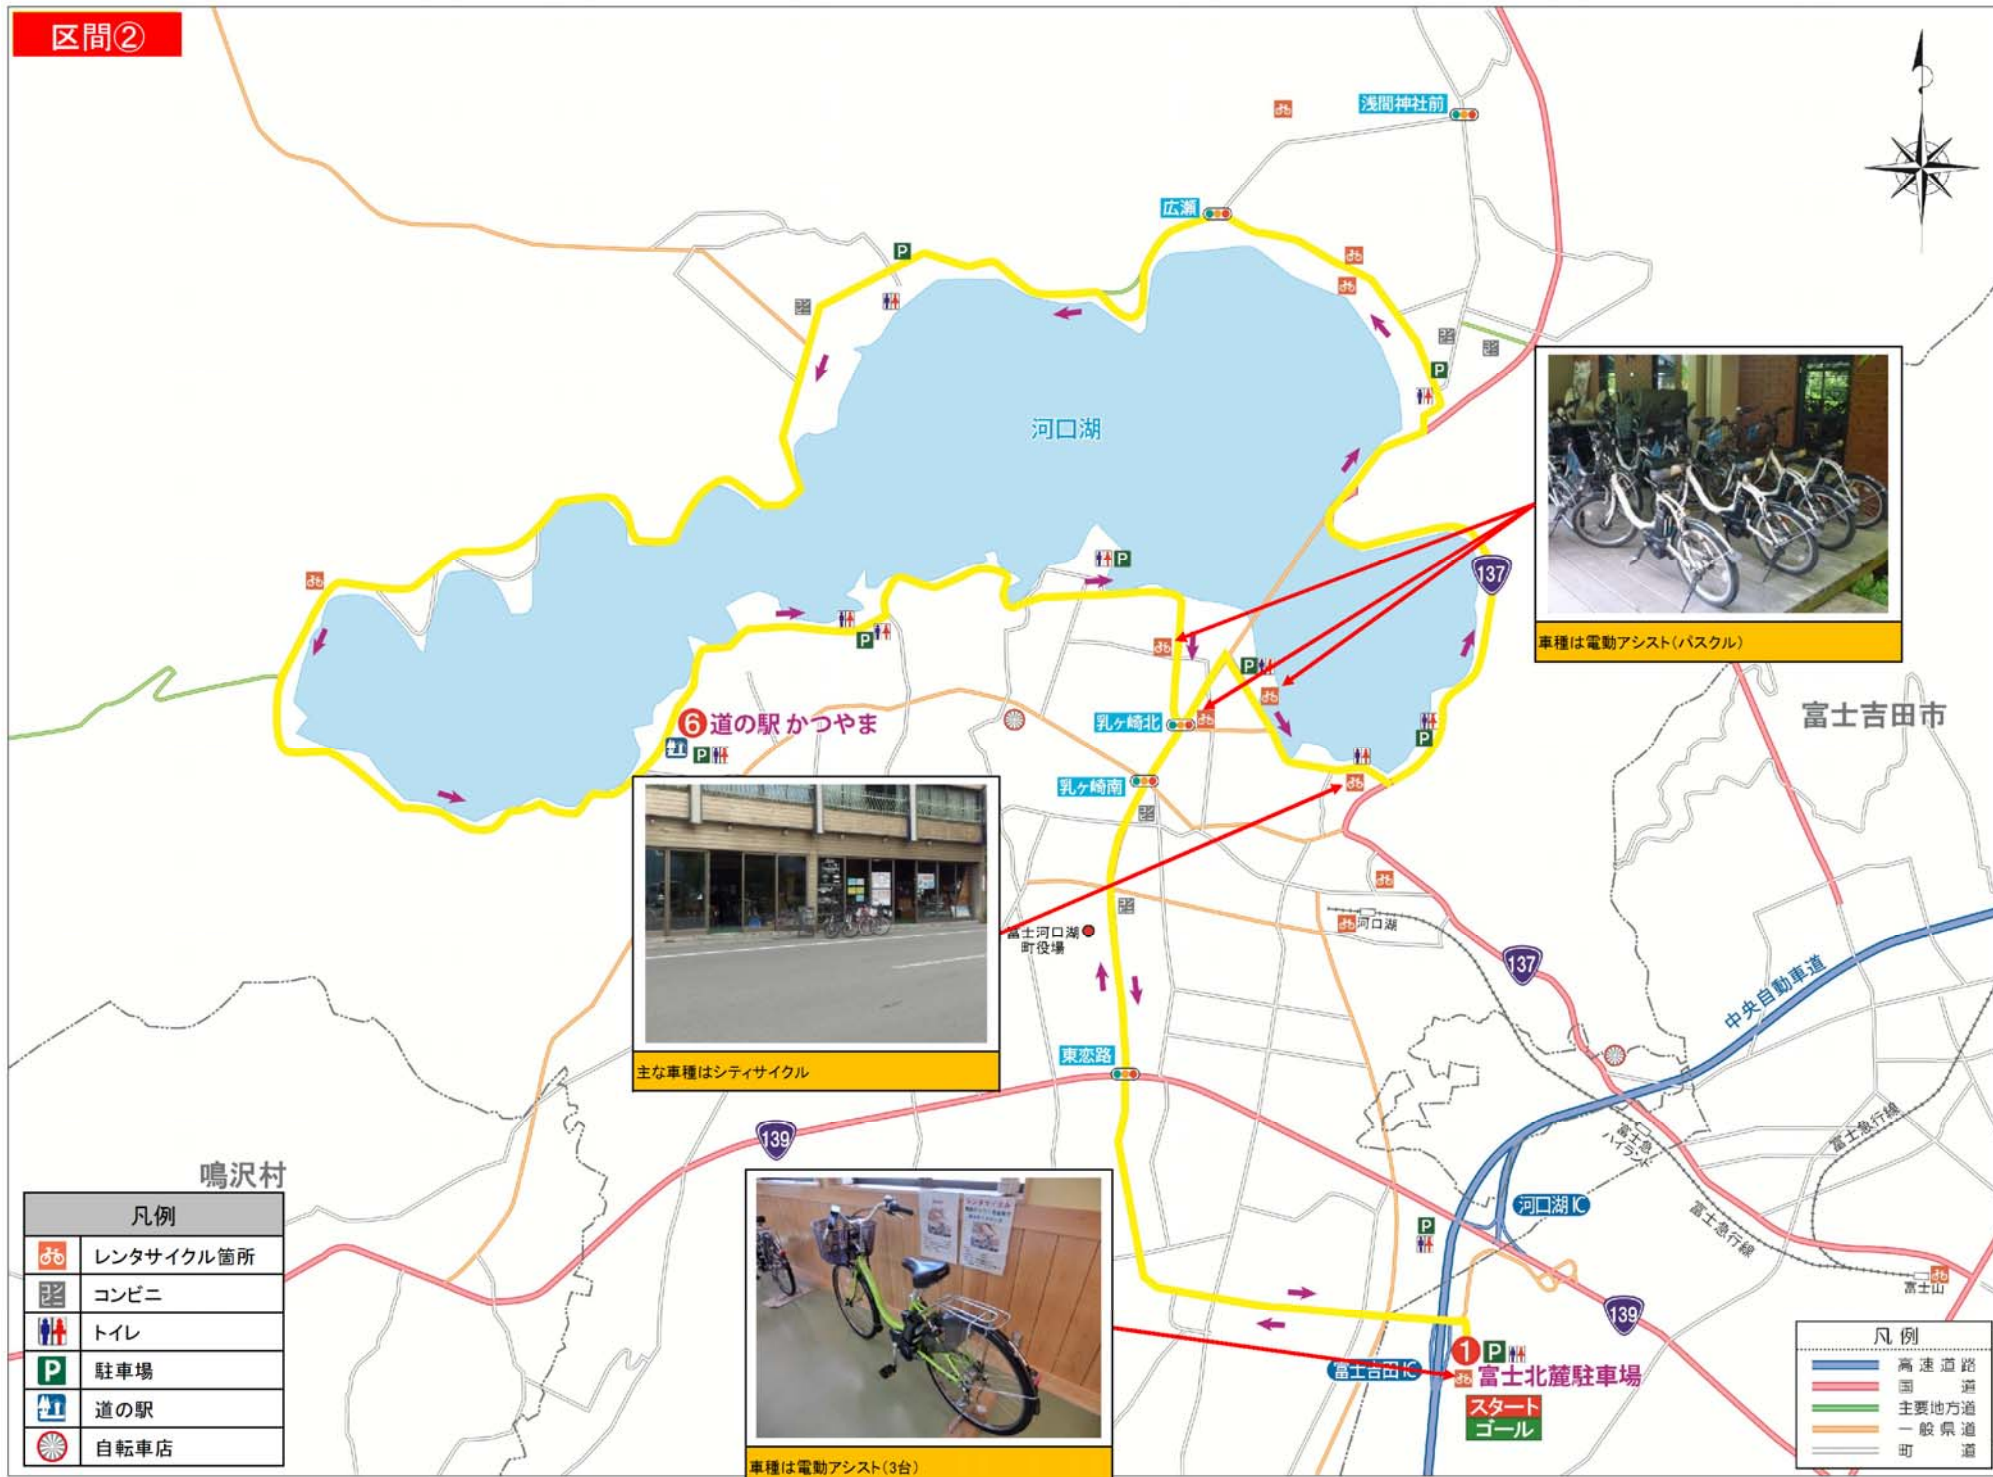 区間②
浅間神社前
広瀬
河口湖
137
車種は電動アシスト(パスクル)
富士吉田市
⑥道の駅 かつやま
乳ヶ崎北
乳ヶ崎南
河口湖
富士河口湖
町役場
137
中央自動車道
主な車種はシティサイクル
東恋路
139
富士急
ハイランド
富士急行線
富士急行線
鳴沢村
河口湖IC
富士山
139
①
富士吉田IC
富士北麓駐車場
スタート
ゴール
車種は電動アシスト(3台)
凡例
レンタサイクル箇所
コンビニ
トイレ
P 駐車場
道の駅
自転車店
凡例
高速道路
国道
主要地方道
一般県道
町道